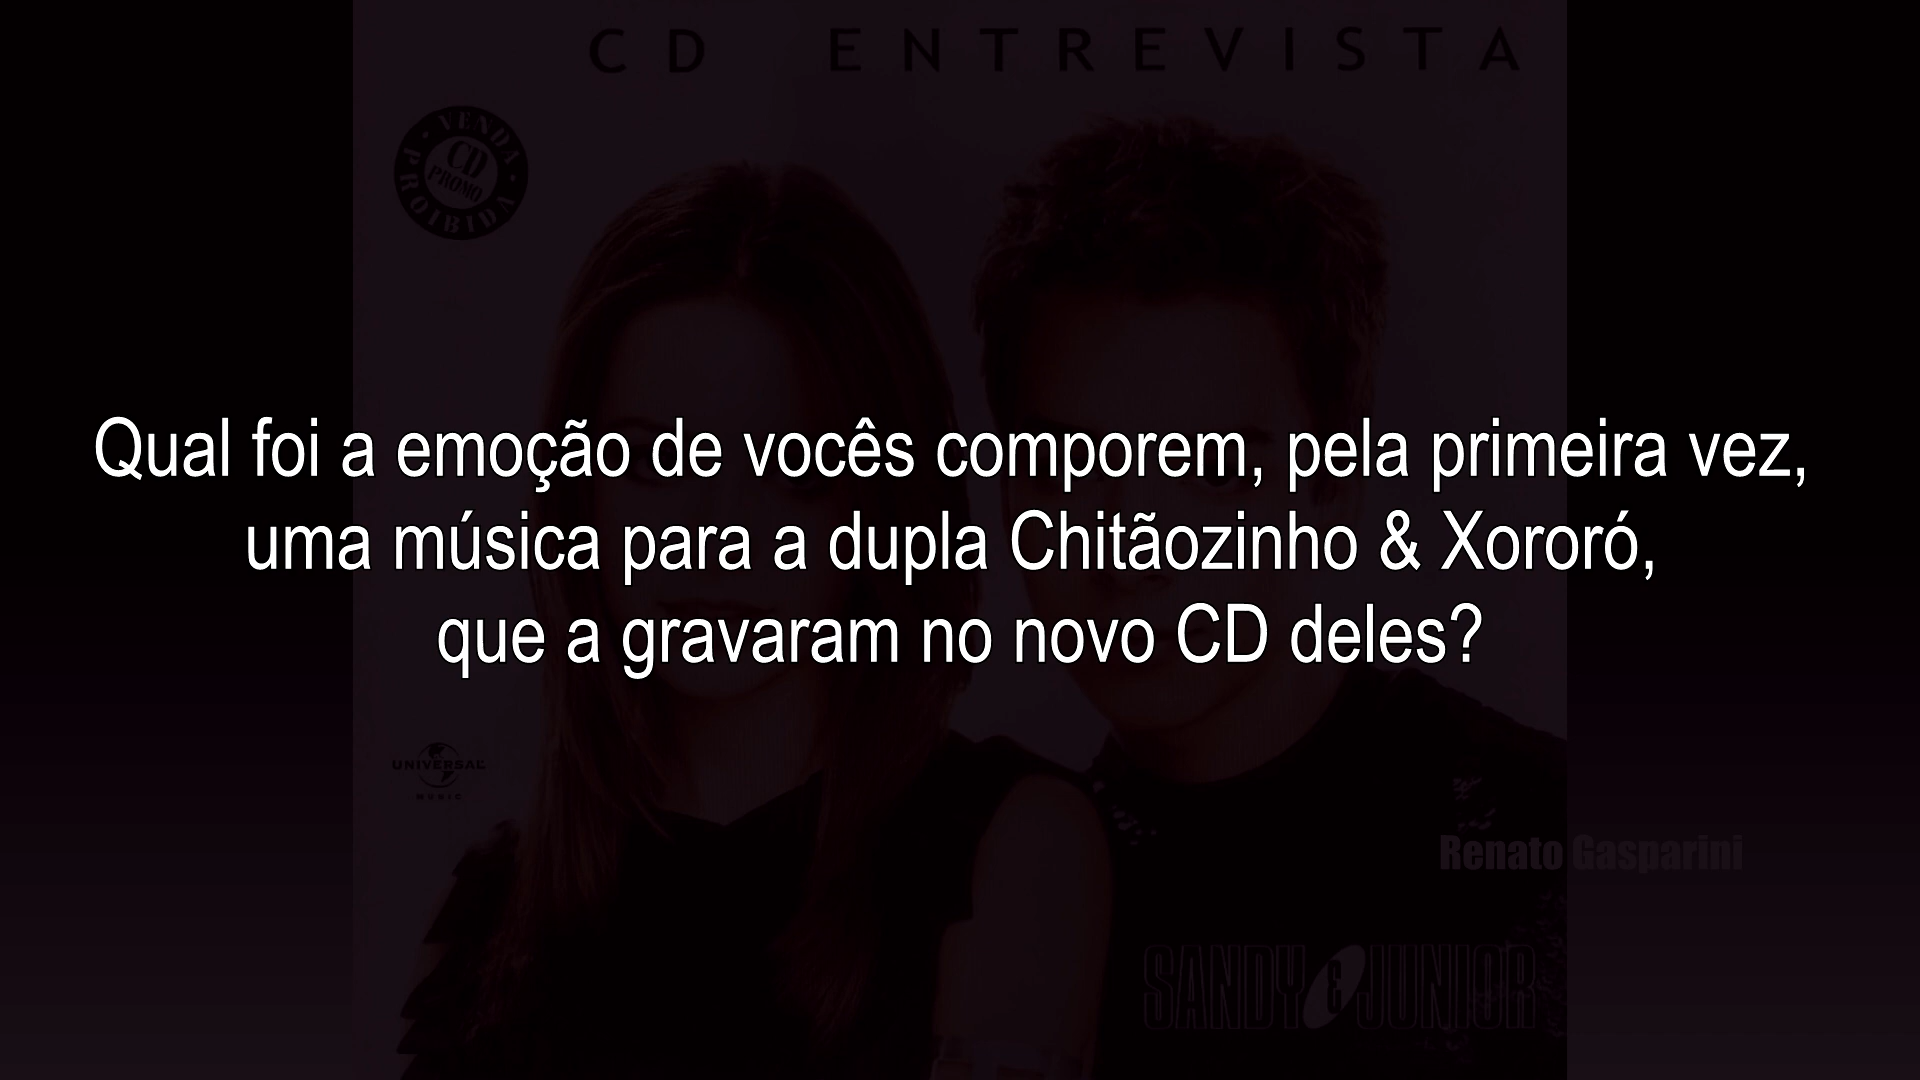 CD ENTREVISTA
VENDA PROIBIDA
CD
PROMO
Qual foi a emoção de vocês comporem, pela primeira vez,
uma música para a dupla Chitãozinho & Xororó,
que a gravaram no novo CD deles?
UNIVERSAL
MUSIC
Renato Gasparini
SANDY & JUNIOR